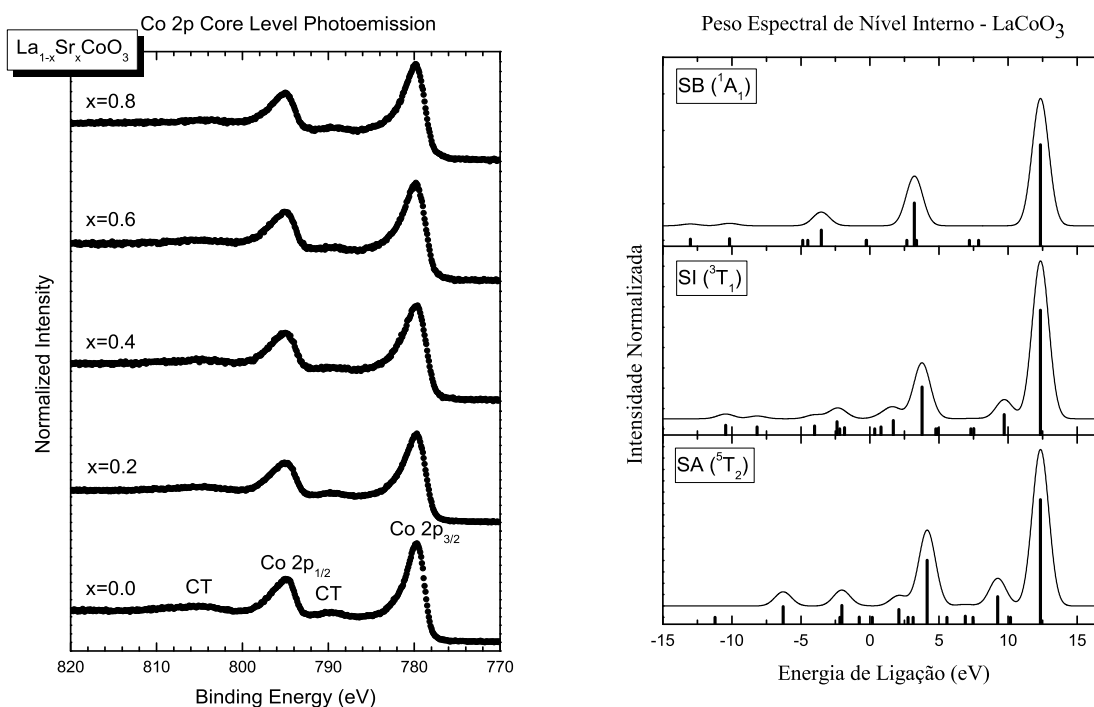 Co 2p Core Level Photoemission
La1-xSrxCoO3
x=0.8
x=0.6
x=0.4
x=0.2
Co 2p3/2
Co 2p1/2
CT
CT
x=0.0
820 810 800 790 780 770
Binding Energy (eV)
Normalized Intensity
Peso Espectral de Nível Interno - LaCoO3
SB (1A1)
SI (3T1)
SA (5T2)
-15 -10 -5 0 5 10 15
Energia de Ligação (eV)
Intensidade Normalizada